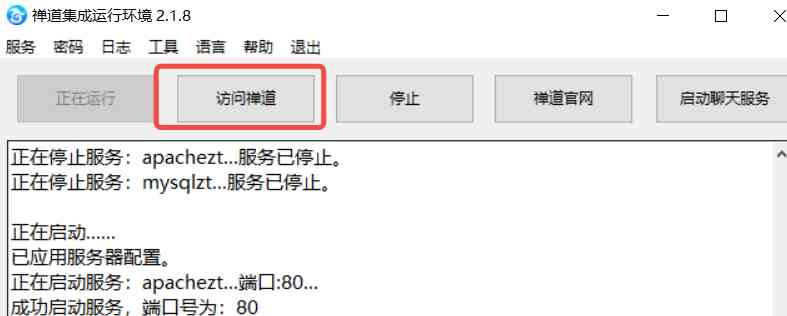 禅道集成运行环境 2.1.8
服务 密码 日志 工具 语言 帮助 退出
正在运行 访问禅道 停止 禅道官网 启动聊天服务
正在停止服务：apachezt...服务已停止。
正在停止服务：mysqlzt...服务已停止。
正在启动......
已应用服务器配置。
正在启动服务：apachezt...端口:80...
成功启动服务，端口号为：80